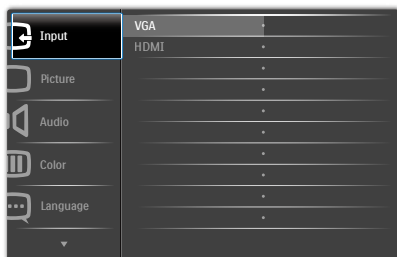 Input
VGA
HDMI
Picture
Audio
Color
Language